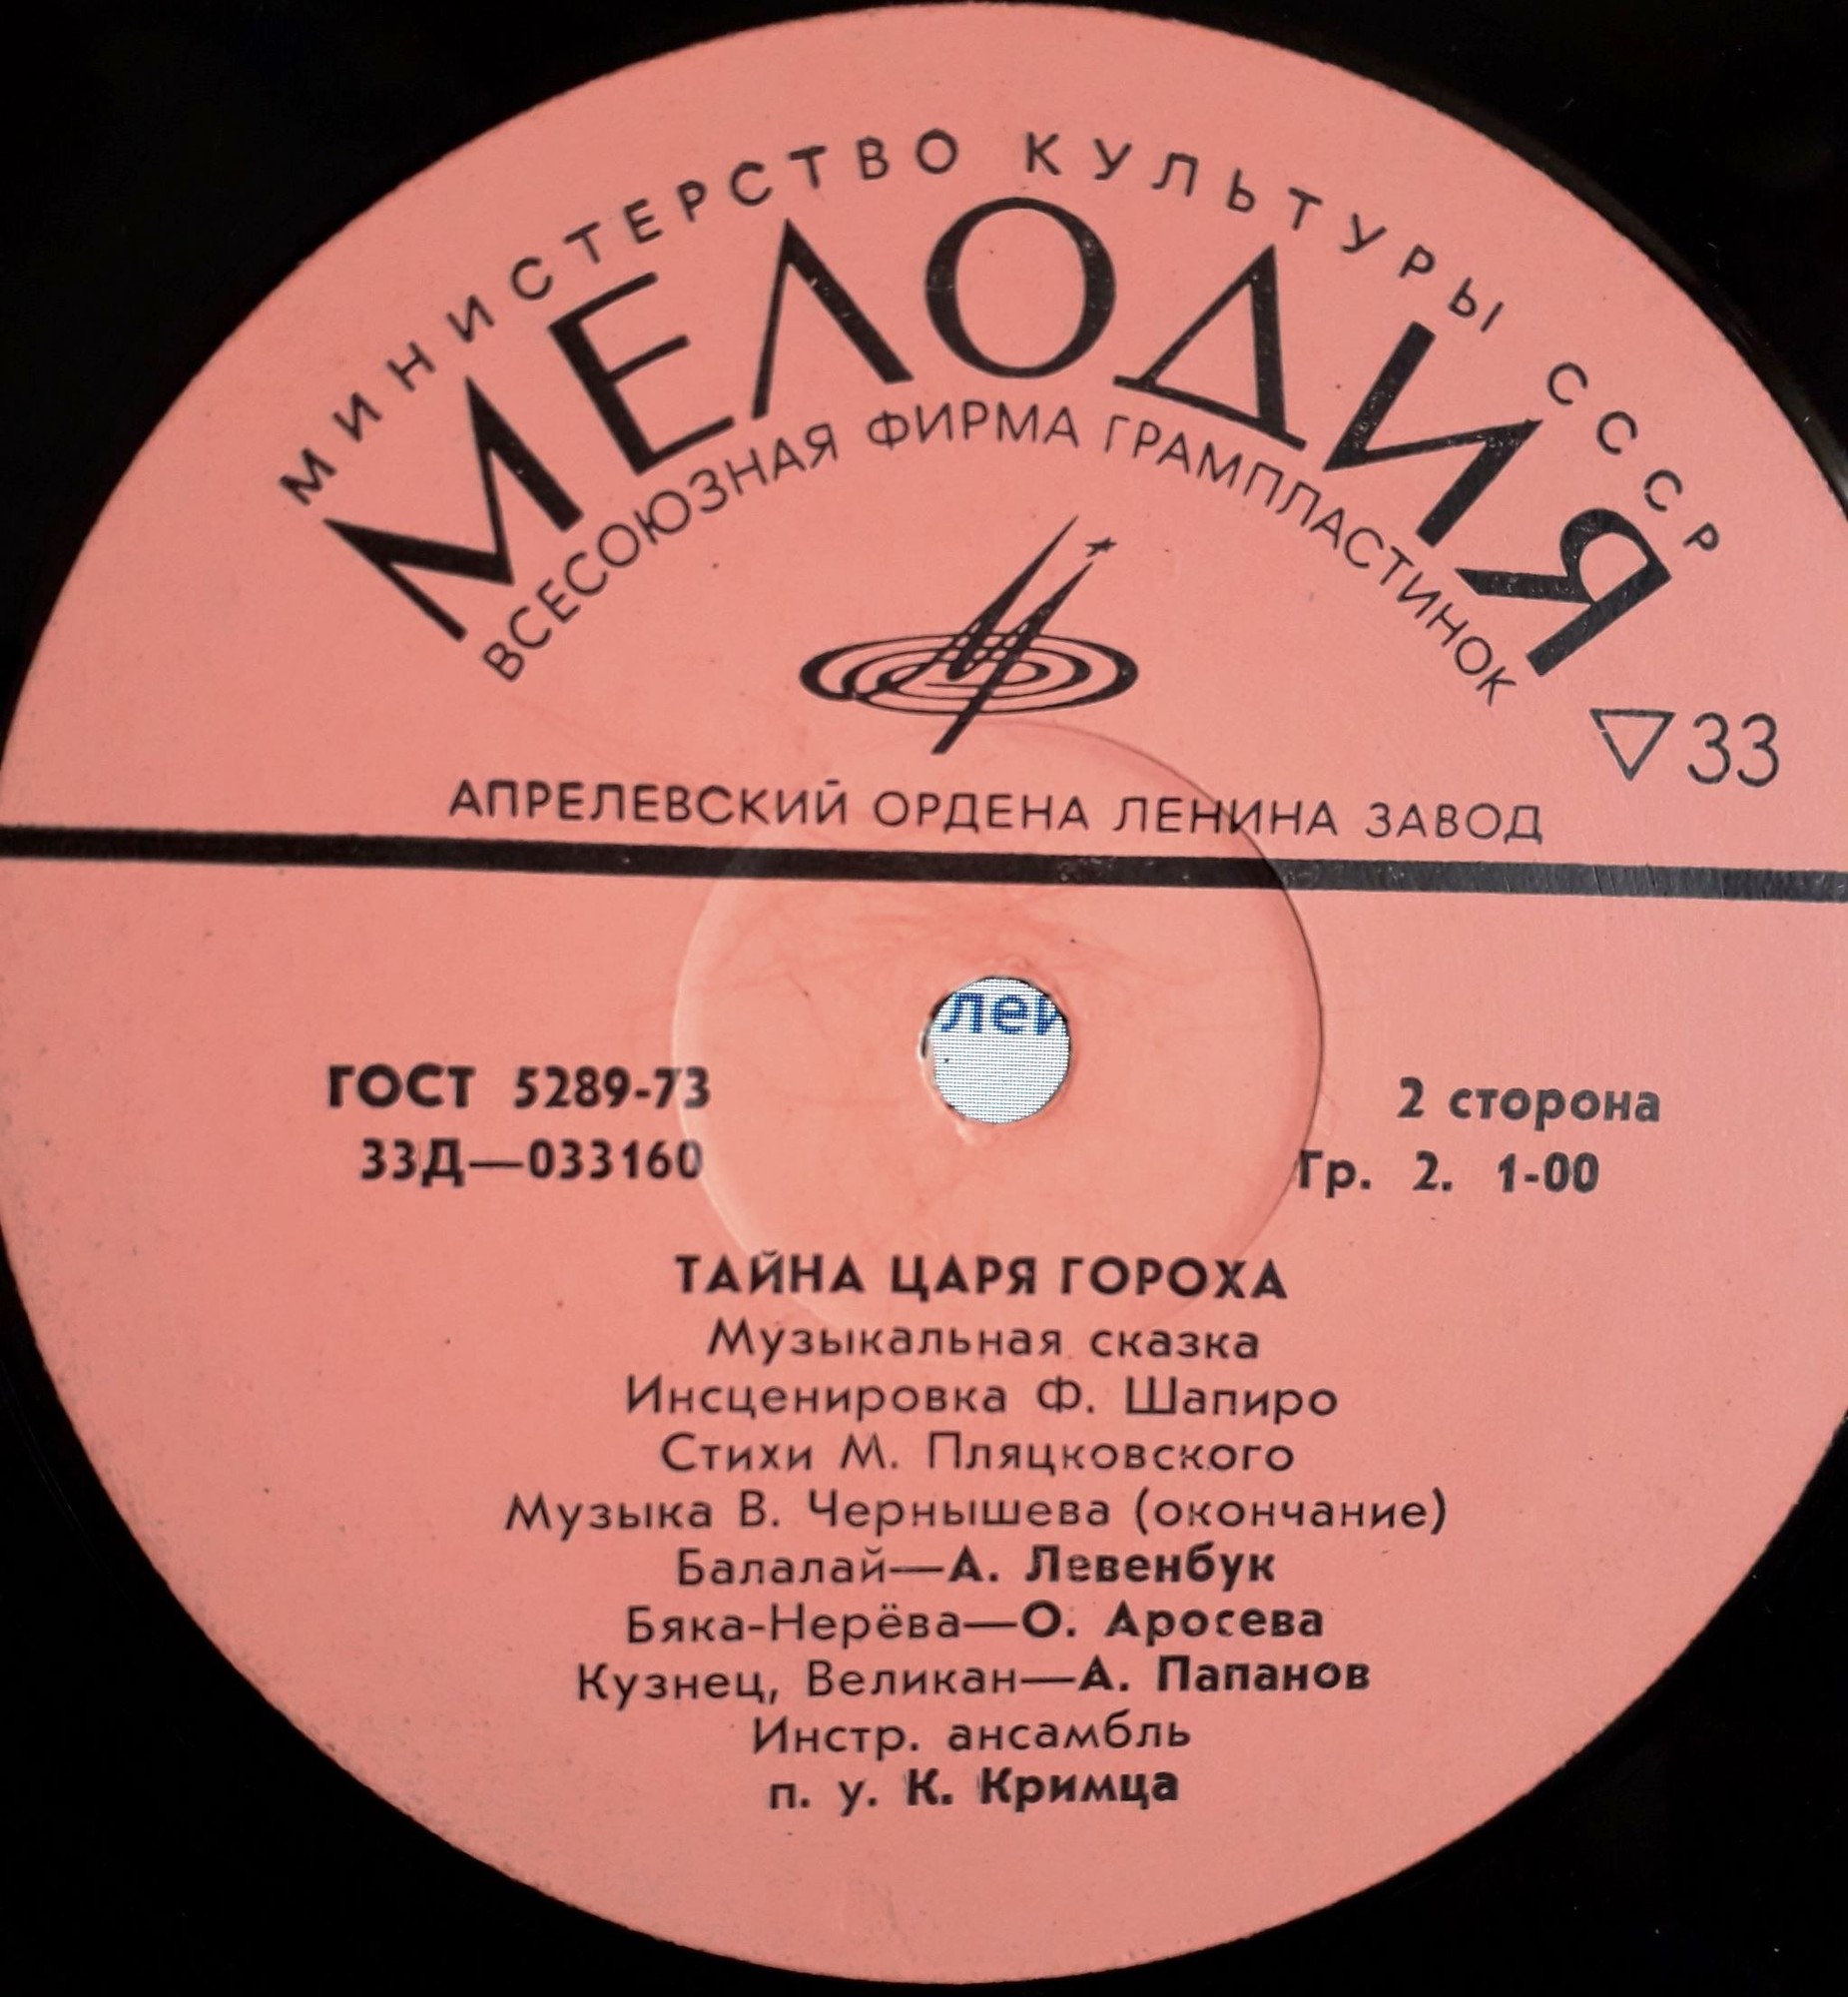 МИНИСТЕРСТВО КУЛЬТУРЫ СССР
МЕЛОДИЯ
ВСЕСОЮЗНАЯ ФИРМА ГРАМПЛАСТИНОК
33
АПРЕЛЕВСКИЙ ОРДЕНА ЛЕНИНА ЗАВОД
ГОСТ 5289-73
2 сторона
33Д—033160
Гр. 2. 1-00
ТАЙНА ЦАРЯ ГОРОХА
Музыкальная сказка
Инсценировка Ф. Шапиро
Стихи М. Пляцковского
Музыка В. Чернышева (окончание)
Балалай—А. Левенбук
Бяка-Нерёва—О. Аросева
Кузнец, Великан—А. Папанов
Инстр. ансамбль
п. у. К. Кримца